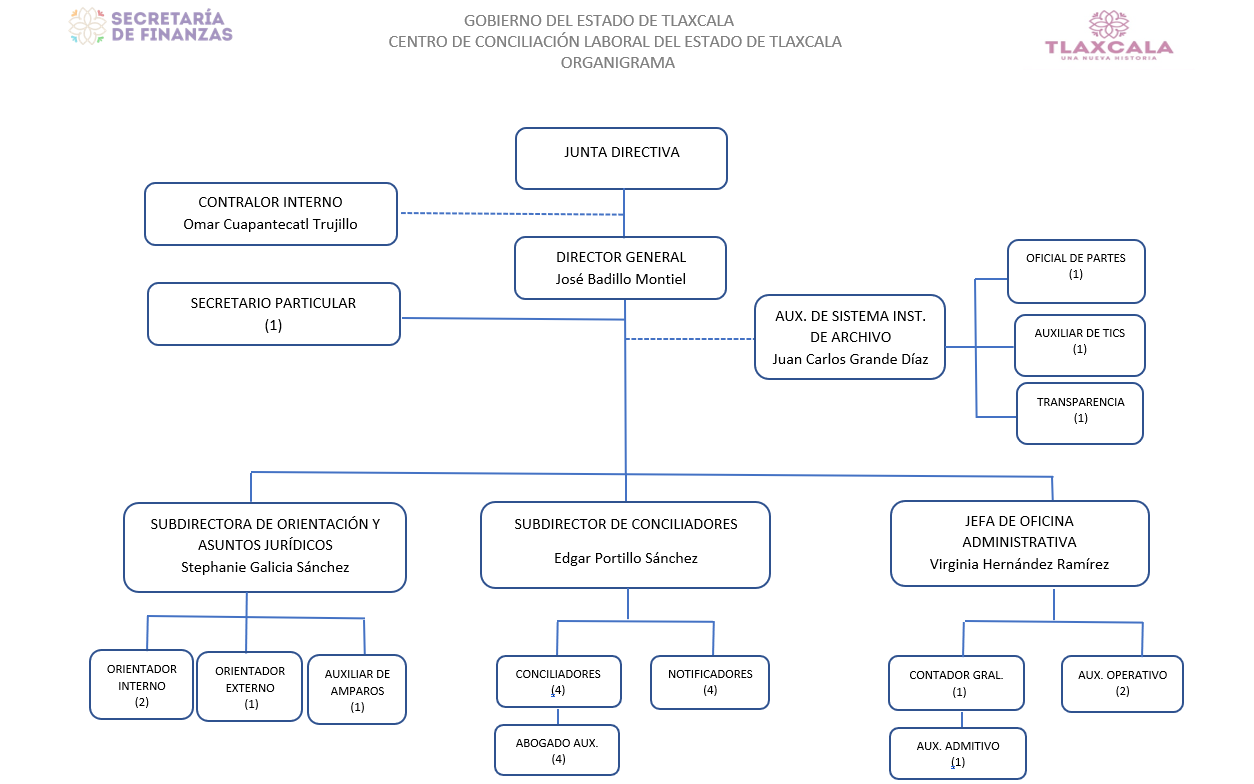 SECRETARÍA
DE FINANZAS
GOBIERNO DEL ESTADO DE TLAXCALA
CENTRO DE CONCILIACIÓN LABORAL DEL ESTADO DE TLAXCALA
ORGANIGRAMA
TLAXCALA
UNA NUEVA HISTORIA
JUNTA DIRECTIVA
CONTRALOR INTERNO
Omar Cuapantecatl Trujillo
DIRECTOR GENERAL
José Badillo Montiel
SECRETARIO PARTICULAR
(1)
AUX. DE SISTEMA INST.
DE ARCHIVO
Juan Carlos Grande Díaz
OFICIAL DE PARTES
(1)
AUXILIAR DE TICS
(1)
TRANSPARENCIA
(1)
SUBDIRECTORA DE ORIENTACIÓN Y
ASUNTOS JURÍDICOS
Stephanie Galicia Sánchez
SUBDIRECTOR DE CONCILIADORES
Edgar Portillo Sánchez
JEFA DE OFICINA
ADMINISTRATIVA
Virginia Hernández Ramírez
ORIENTADOR
INTERNO
(2)
ORIENTADOR
EXTERNO
(1)
AUXILIAR DE
AMPAROS
(1)
CONCILIADORES
(4)
NOTIFICADORES
(4)
CONTADOR GRAL.
(1)
AUX. OPERATIVO
(2)
ABOGADO AUX.
(4)
AUX. ADMITIVO
(1)